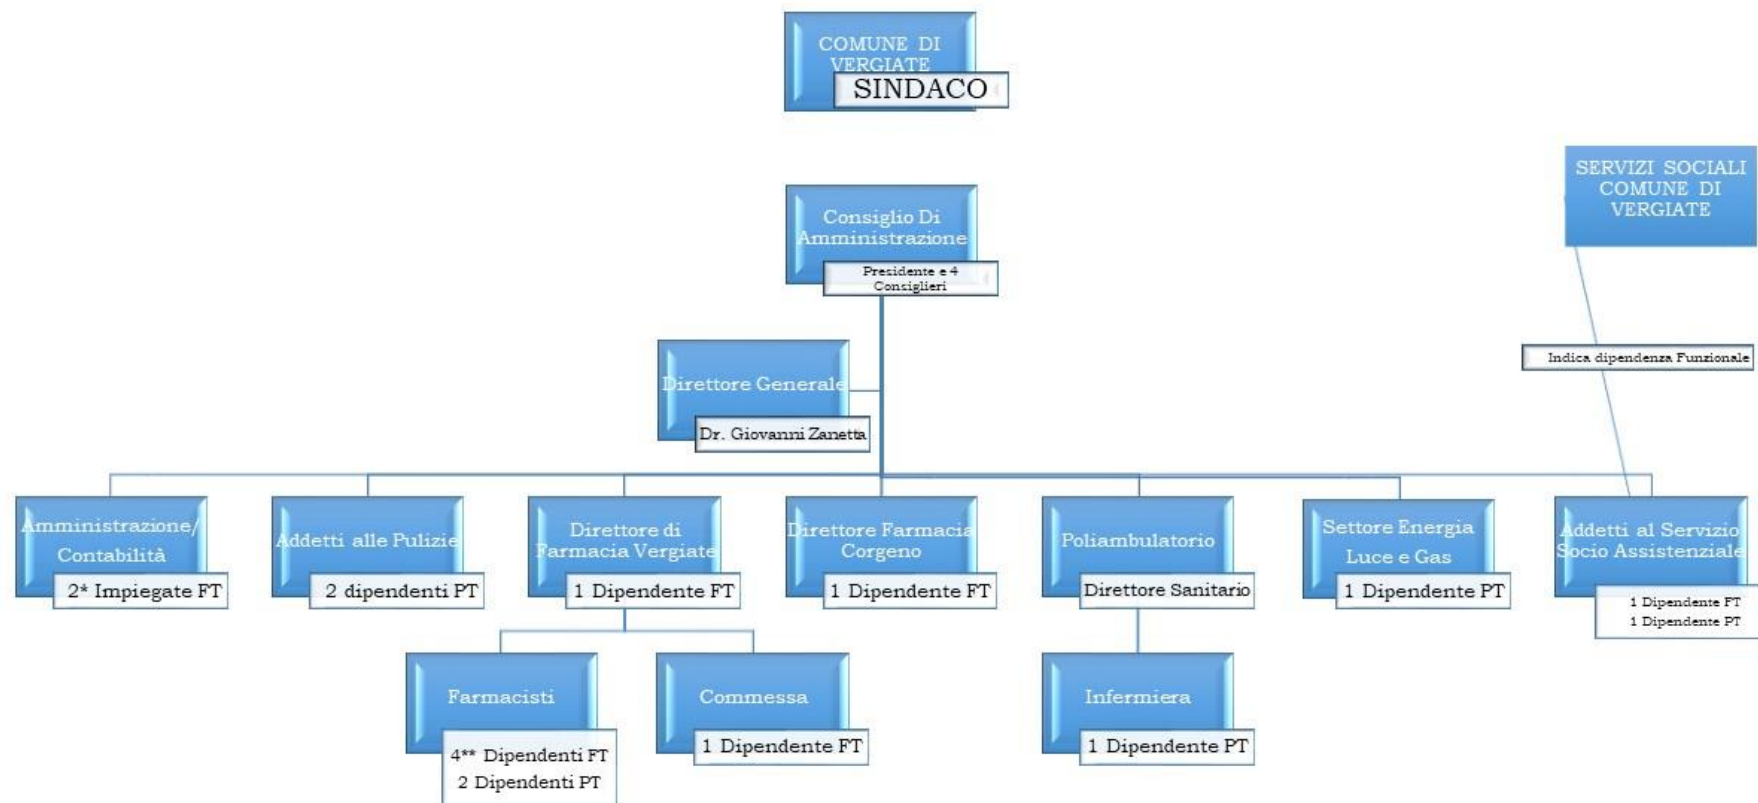 COMUNE DI
VERGIATE
SINDACO
SERVIZI SOCIALI
COMUNE DI
VERGIATE
Consiglio Di
Amministrazione
Presidente e 4
Consiglieri
Indica dipendenza Funzionale
Direttore Generale
Dr. Giovanni Zanetta
Amministrazione/
Contabilità
2* Impiegate FT
Addetti alle Pulizie
2 dipendenti PT
Direttore di
Farmacia Vergiate
1 Dipendente FT
Direttore Farmacia
Corgeno
1 Dipendente FT
Poliambulatorio
Direttore Sanitario
Settore Energia
Luce e Gas
1 Dipendente PT
Addetti al Servizio
Socio Assistenziale
1 Dipendente FT
1 Dipendente PT
Farmacisti
4** Dipendenti FT
2 Dipendenti PT
Commessa
1 Dipendente FT
Infermiera
1 Dipendente PT